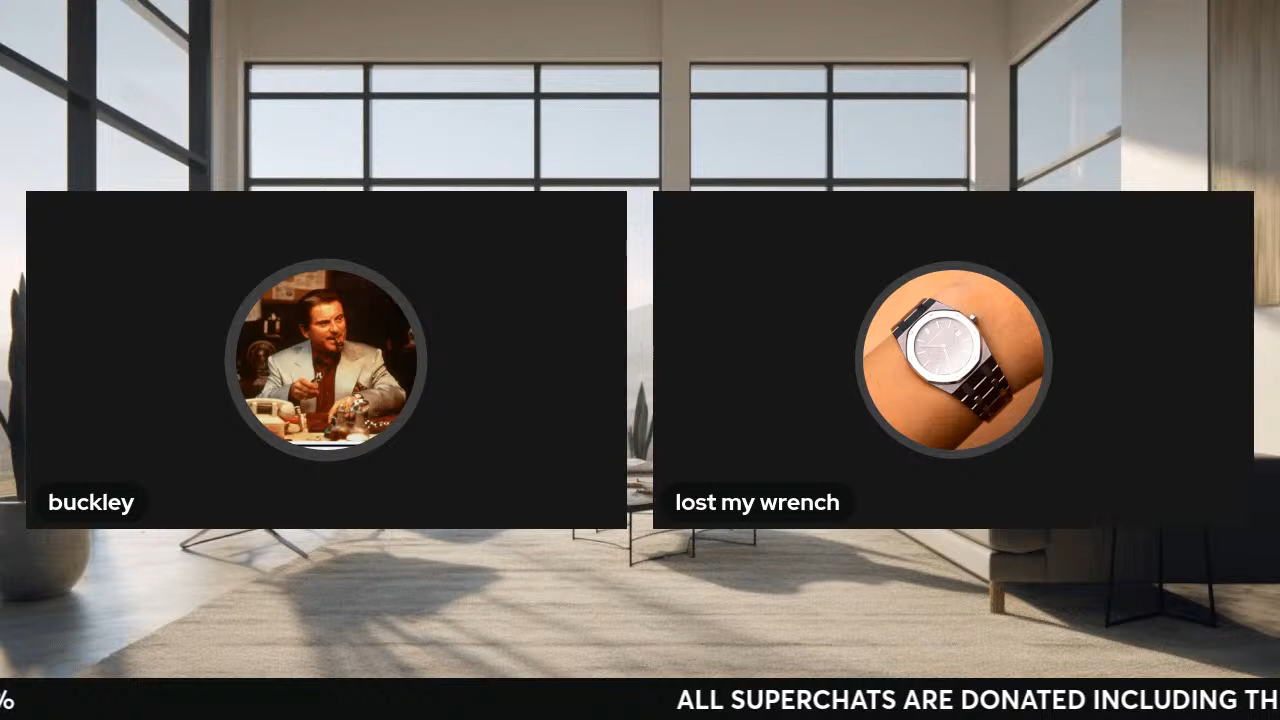 buckley
lost my wrench
% ALL SUPERCHATS ARE DONATED INCLUDING TH